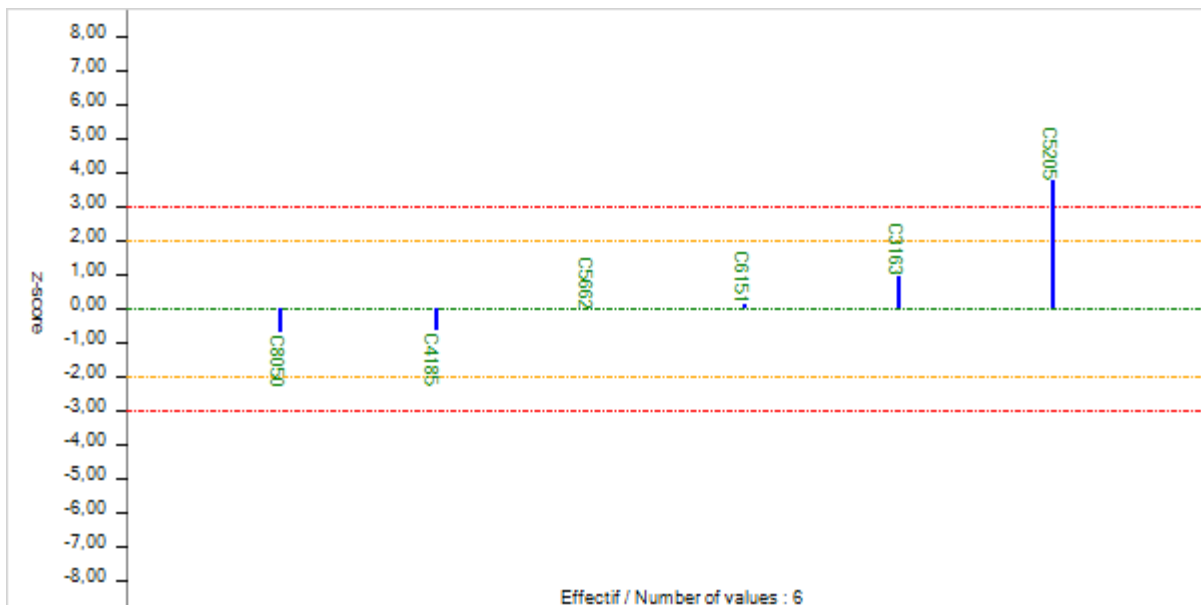 8,00
7,00
6,00
5,00
4,00
3,00
2,00
1,00
0,00
-1,00
-2,00
-3,00
-4,00
-5,00
-6,00
-7,00
-8,00
z-score
C8050
C4185
C5662
C6151
C3163
C5205
Effectif / Number of values : 6